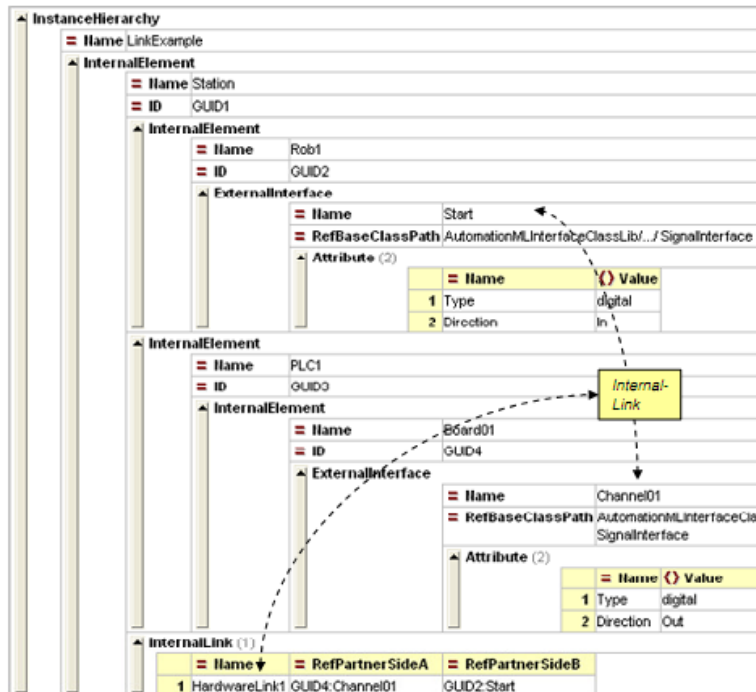 InstanceHierarchy
= Name LinkExample
InternalElement
= Name Station
= ID GUID1
InternalElement
= Name Rob1
= ID GUID2
ExternalInterface
= Name Start
= RefBaseClassPath AutomationMLInterfaceClassLib/.../ SignalInterface
Attribute (2)
= Name {} Value
1 Type digital
2 Direction In
InternalElement
= Name PLC1
= ID GUID3
Internal-
Link
InternalElement
= Name Board01
= ID GUID4
ExternalInterface
= Name Channel01
= RefBaseClassPath AutomationMLInterfaceCla
SignalInterface
Attribute (2)
= Name {} Value
1 Type digital
2 Direction Out
InternalLink (1)
= Name = RefPartnerSideA = RefPartnerSideB
1 HardwareLink1 GUID4:Channel01 GUID2:Start